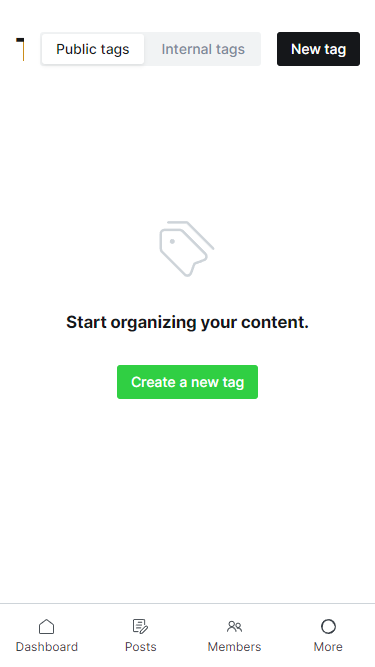 Public tags
Internal tags
New tag
Start organizing your content.
Create a new tag
Dashboard
Posts
Members
More